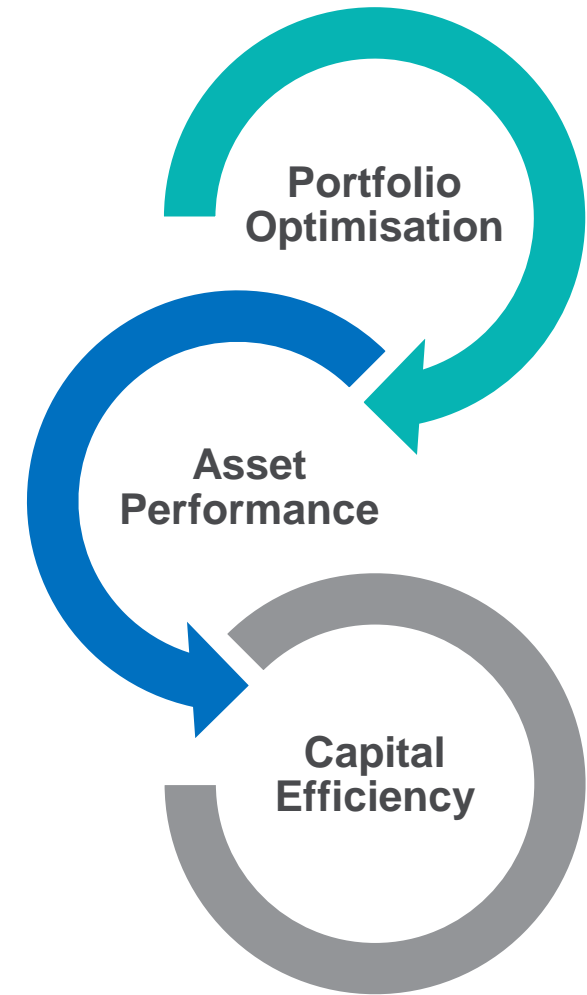 Portfolio
Optimisation
Asset
Performance
Capital
Efficiency